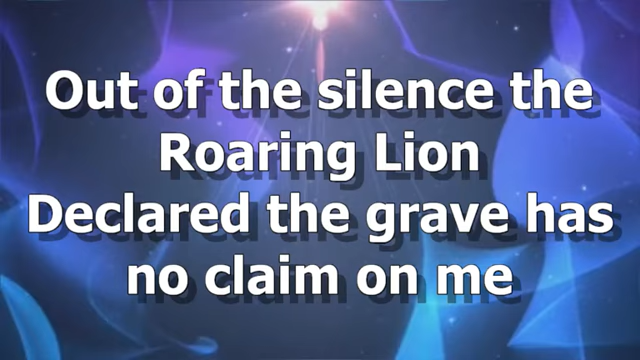 Out of the silence the
Roaring Lion
Declared the grave has
no claim on me